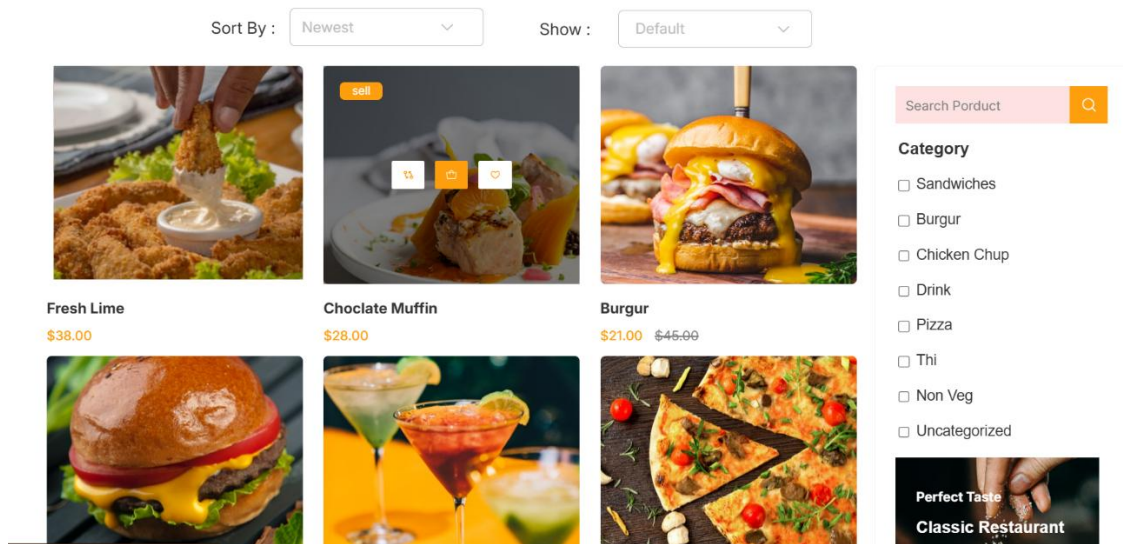 Sort By : Newest Show : Default
sell
Search Porduct
Category
Sandwiches
Burgur
Chicken Chup
Drink
Pizza
Thi
Non Veg
Uncategorized
Fresh Lime
$38.00
Choclate Muffin
$28.00
Burgur
$21.00 $45.00
Perfect Taste
Classic Restaurant